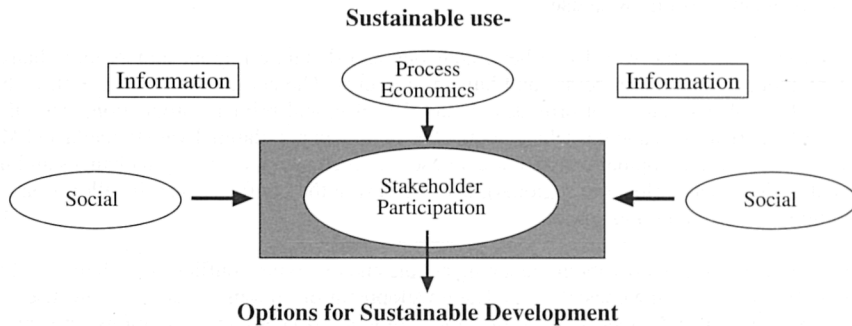 Sustainable use-
Information
Process
Economics
Information
Social
Stakeholder
Participation
Social
Options for Sustainable Development